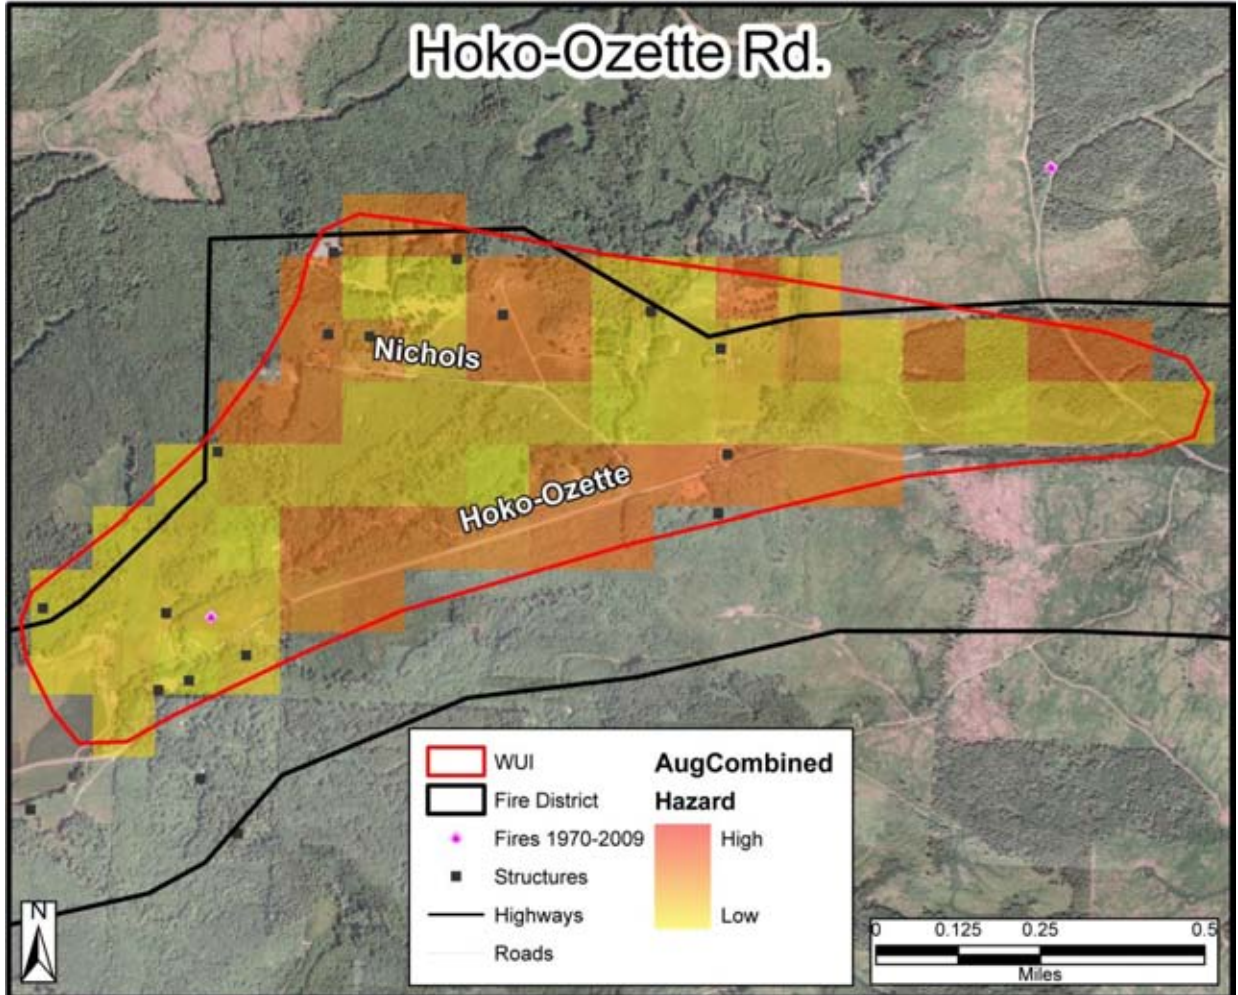 Hoko-Ozette Rd.
Nichols
Hoko-Ozette
WUI
Fire District
Fires 1970-2009
Structures
Highways
Roads
AugCombined
Hazard
High
Low
N
0 0.125 0.25 0.5
Miles